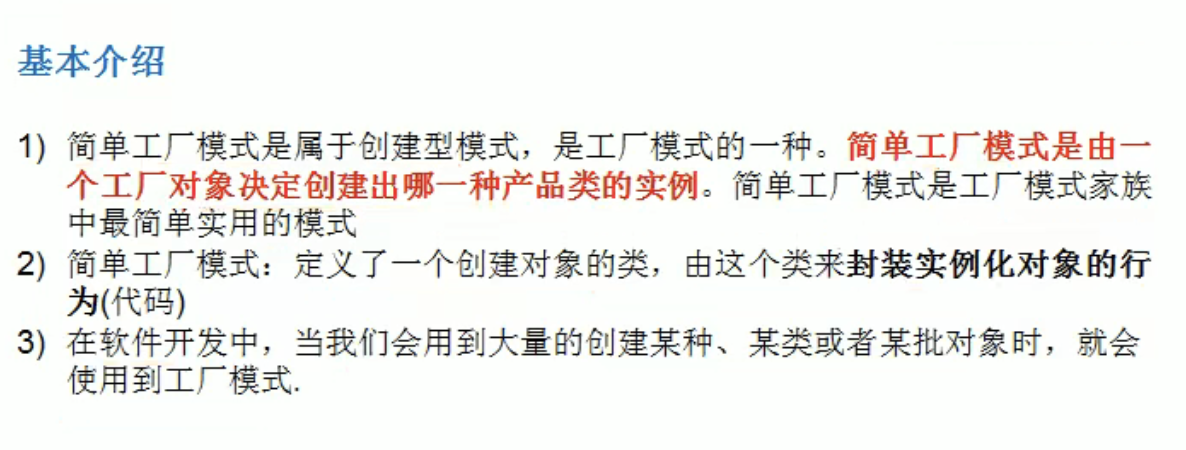 基本介绍
1) 简单工厂模式是属于创建型模式，是工厂模式的一种。简单工厂模式是由一
个工厂对象决定创建出哪一种产品类的实例。简单工厂模式是工厂模式家族
中最简单实用的模式
2) 简单工厂模式：定义了一个创建对象的类，由这个类来封装实例化对象的行
为(代码)
3) 在软件开发中，当我们会用到大量的创建某种、某类或者某批对象时，就会
使用到工厂模式.